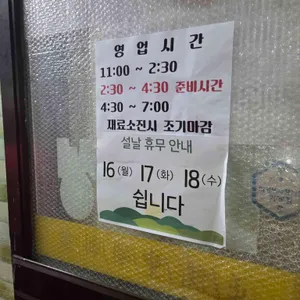 영업시간
11:00 ~ 2:30
2:30 ~ 4:30 준비시간
4:30 ~ 7:00
재료소진시 조기마감
설날 휴무 안내
16(월) 17(화) 18(수)
쉽니다